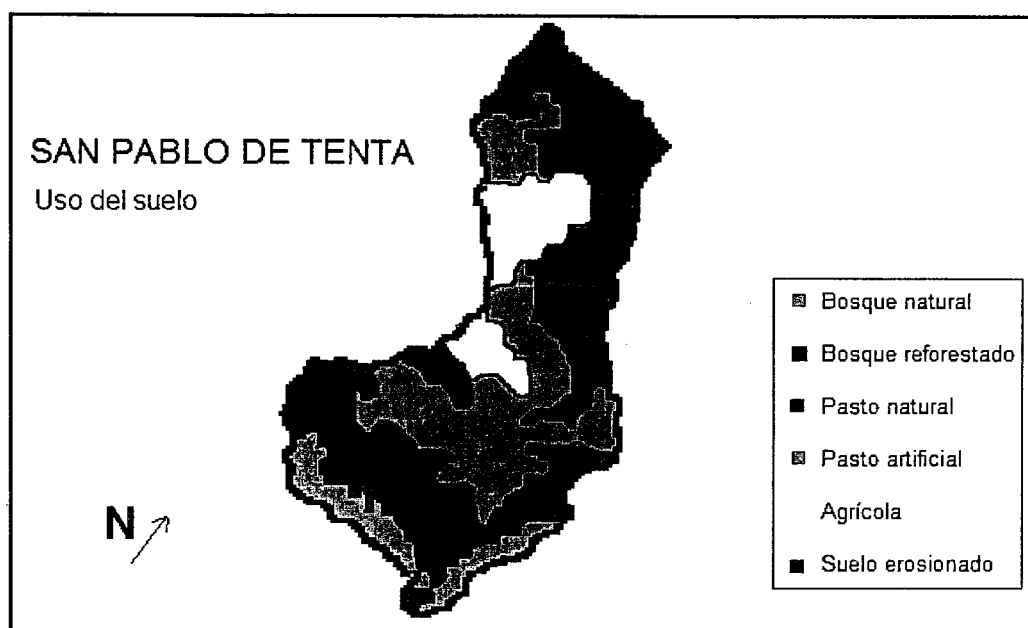 SAN PABLO DE TENTA
Uso del suelo
N
Bosque natural
Bosque reforestado
Pasto natural
Pasto artificial
Agrícola
Suelo erosionado